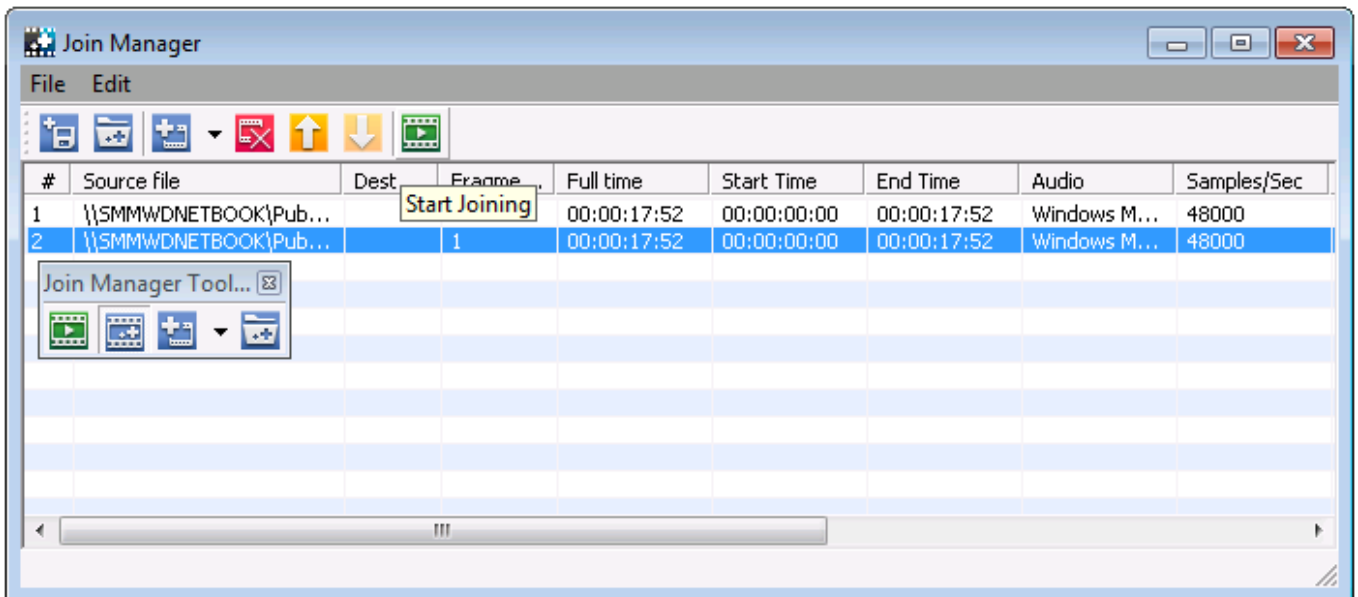 Join Manager
File Edit
# Source file Dest Fragme... Full time Start Time End Time Audio Samples/Sec
Start Joining
1 \\SMMWDNETBOOK\Pub... 00:00:17:52 00:00:00:00 00:00:17:52 Windows M... 48000
2 \\SMMWDNETBOOK\Pub... 1 00:00:17:52 00:00:00:00 00:00:17:52 Windows M... 48000
Join Manager Tool...